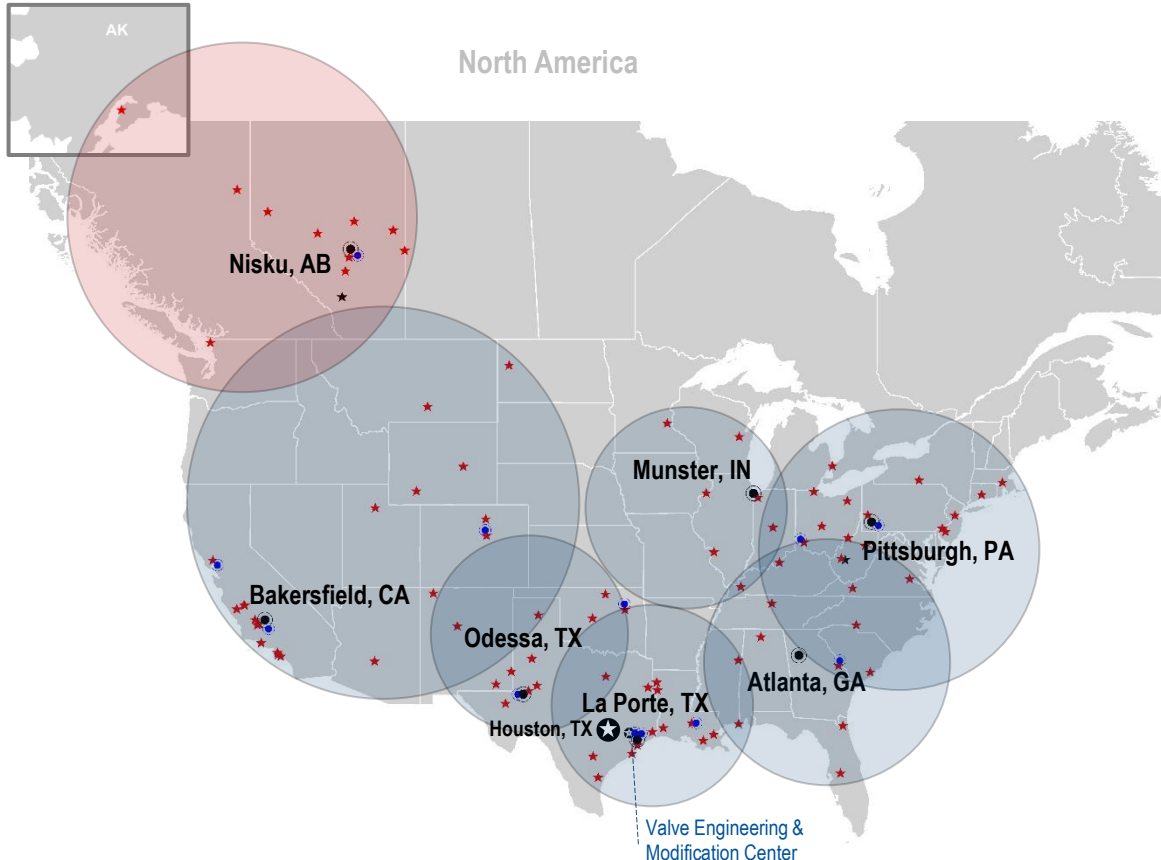 AK
North America
Nisku, AB
Munster, IN
Pittsburgh, PA
Bakersfield, CA
Odessa, TX
Atlanta, GA
La Porte, TX
Houston, TX
Valve Engineering &
Modification Center